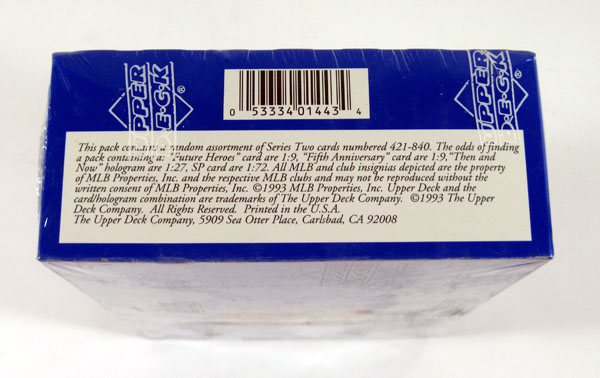 UPPER
D·E·C·K
UPPER
D·E·C·K
0 53334 01443 4
This pack contains a random assortment of Series Two cards numbered 421-840. The odds of finding
a pack containing a: "Future Heroes" card are 1:9, "Fifth Anniversary" card are 1:9, "Then and
Now" hologram are 1:27, SP card are 1:72. All MLB and club insignias depicted are the property
of MLB Properties, Inc. and the respective MLB clubs and may not be reproduced without the
written consent of MLB Properties, Inc. ©1993 MLB Properties, Inc. Upper Deck and the
card/hologram combination are trademarks of The Upper Deck Company. ©1993 The Upper
Deck Company. All Rights Reserved. Printed in the U.S.A.
The Upper Deck Company, 5909 Sea Otter Place, Carlsbad, CA 92008